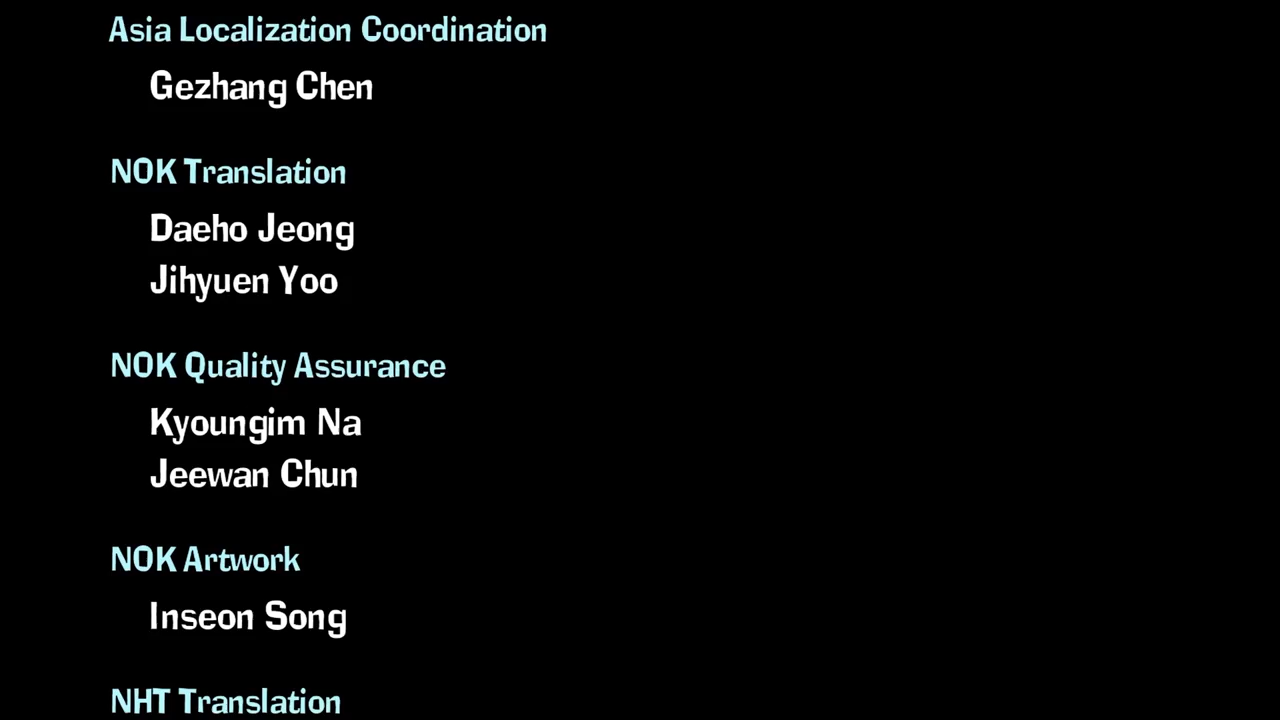 Asia Localization Coordination
Gezhang Chen
NOK Translation
Daeho Jeong
Jihyuen Yoo
NOK Quality Assurance
Kyoungim Na
Jeewan Chun
NOK Artwork
Inseon Song
NHT Translation